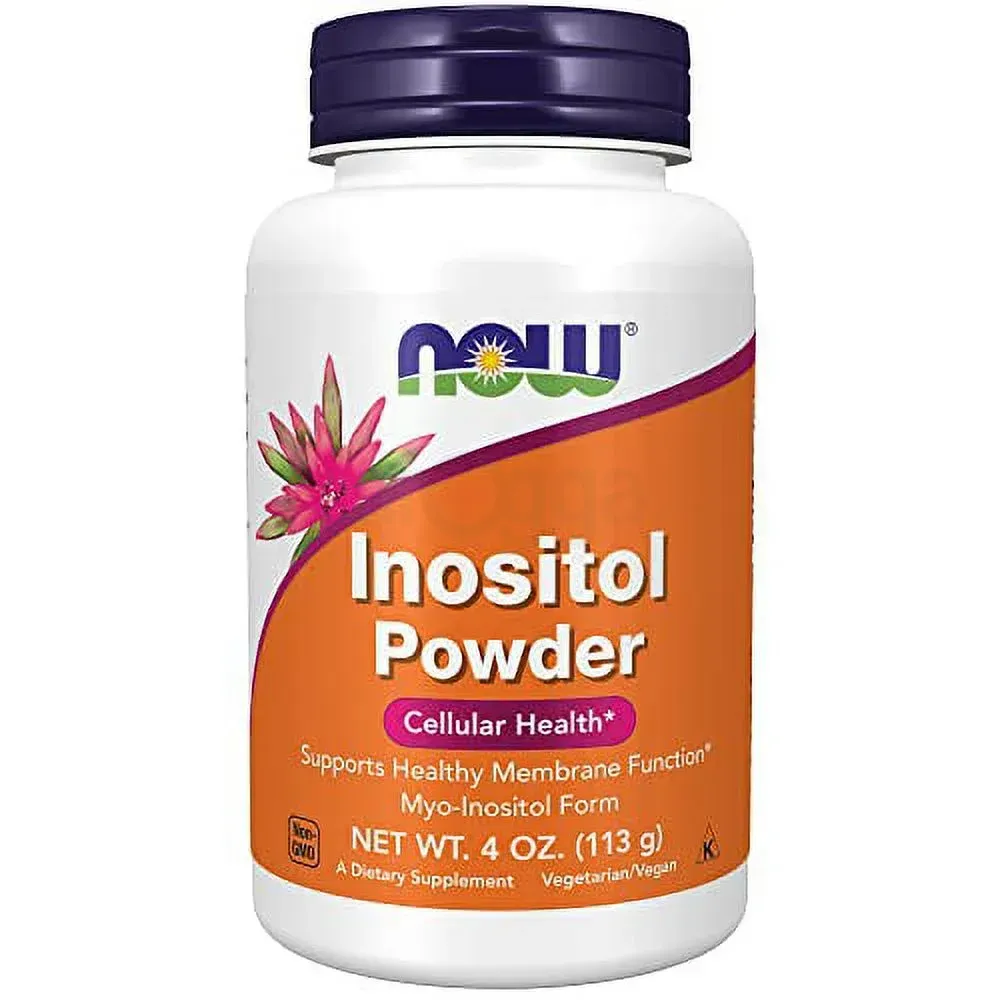 now®
Inositol
Powder
Cellular Health*
Supports Healthy Membrane Function*
Myo-Inositol Form
Non-
GMO
NET WT. 4 OZ. (113 g)
K
A Dietary Supplement Vegetarian/Vegan